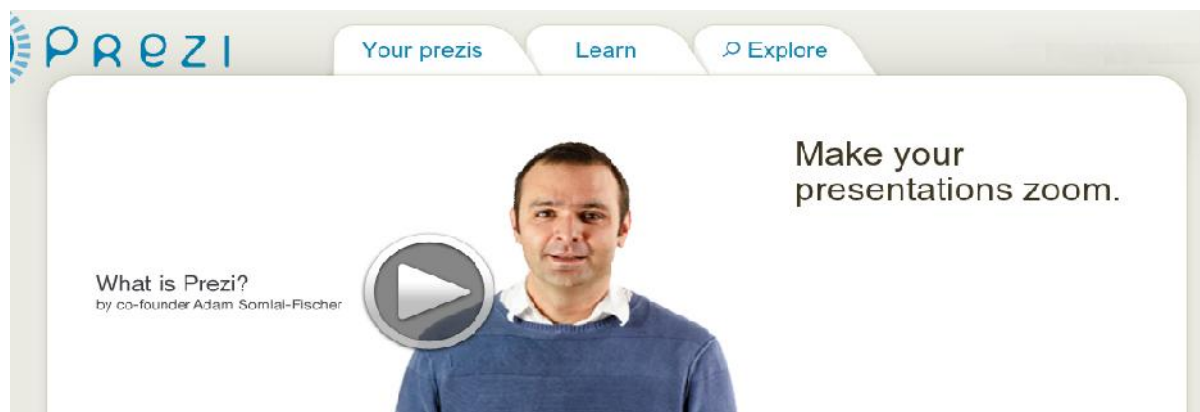 PRezI
Your prezis
Learn
Explore
Make your
presentations zoom.
What is Prezi?
by co-founder Adam Somlai-Fischer